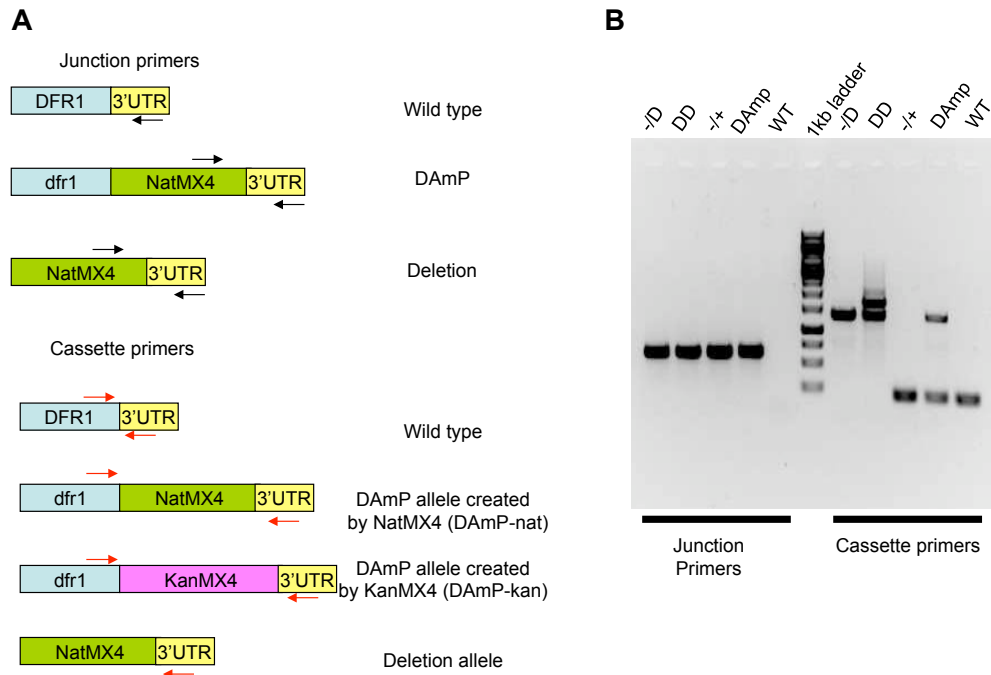 A
Junction primers
DFR1 3'UTR
Wild type
dfr1 NatMX4 3'UTR
DAmP
NatMX4 3'UTR
Deletion
Cassette primers
DFR1 3'UTR
Wild type
dfr1 NatMX4 3'UTR
DAmP allele created
by NatMX4 (DAmP-nat)
dfr1 KanMX4 3'UTR
DAmP allele created
by KanMX4 (DAmP-kan)
NatMX4 3'UTR
Deletion allele
B
-/D DD -/+ DAmp WT 1kb ladder -/D DD -/+ DAmp WT
Junction
Primers
Cassette primers